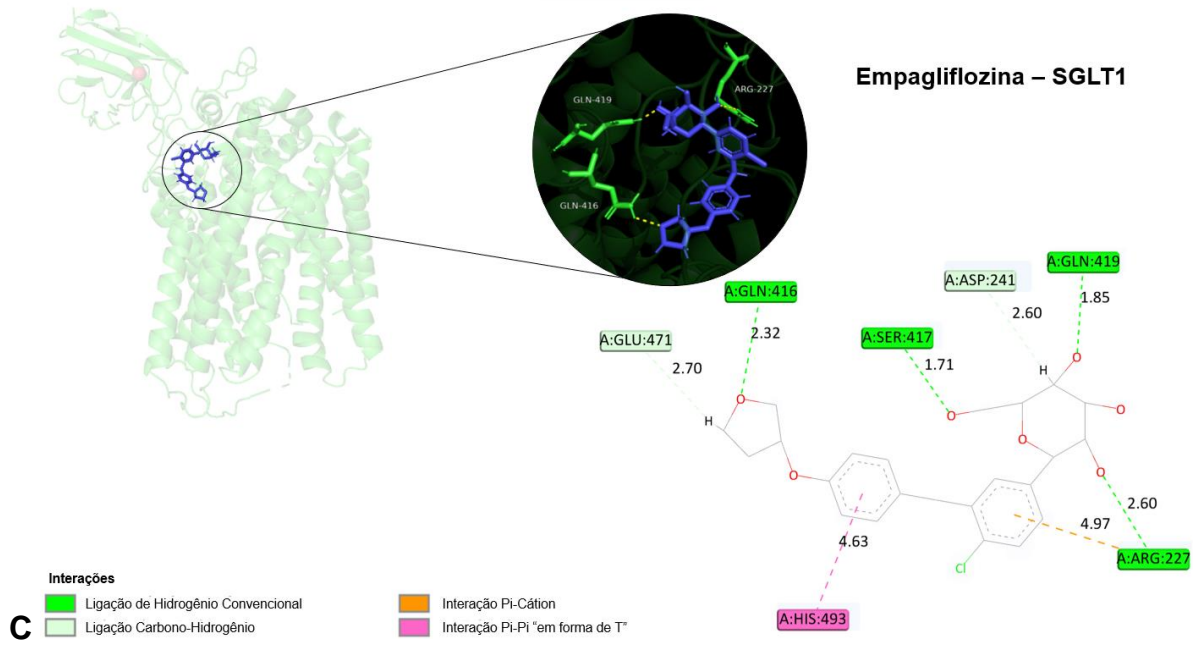 Empagliflozina – SGLT1
ARG-227
GLN-419
GLN-416
A:GLN:419
A:ASP:241
A:GLN:416
1.85
2.60
A:SER:417
2.32
A:GLU:471
1.71
2.70
H
O
O
H
O
O
O
O
O
2.60
4.97
4.63
A:ARG:227
Cl
A:HIS:493
Interações
Ligação de Hidrogênio Convencional
Interação Pi-Cátion
C
Ligação Carbono-Hidrogênio
Interação Pi-Pi “em forma de T”